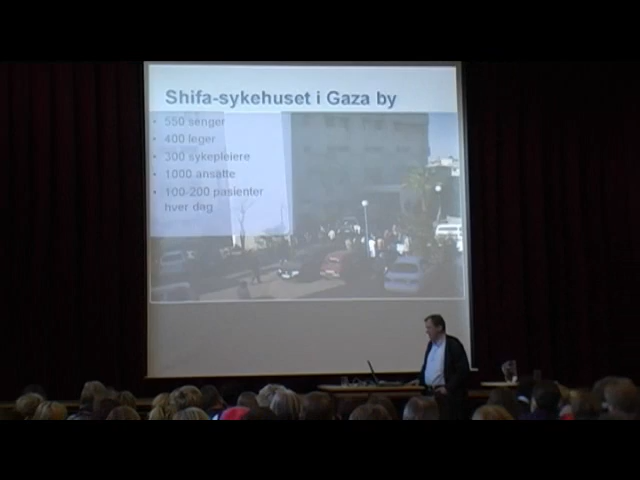 Shifa-sykehuset i Gaza by
• 550 senger
• 400 leger
• 300 sykepleiere
• 1000 ansatte
• 100-200 pasienter
hver dag